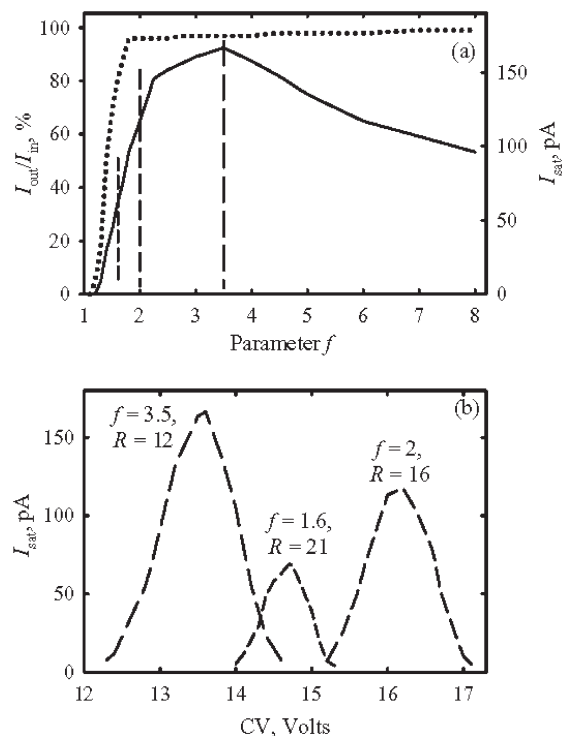 (a)
100
80
60
40
20
0
I_out/I_in, %
150
100
50
0
I_sat, pA
1 2 3 4 5 6 7 8
Parameter f
(b)
f = 3.5,
R = 12
f = 2,
R = 16
f = 1.6,
R = 21
150
100
50
0
I_sat, pA
12 13 14 15 16 17
CV, Volts